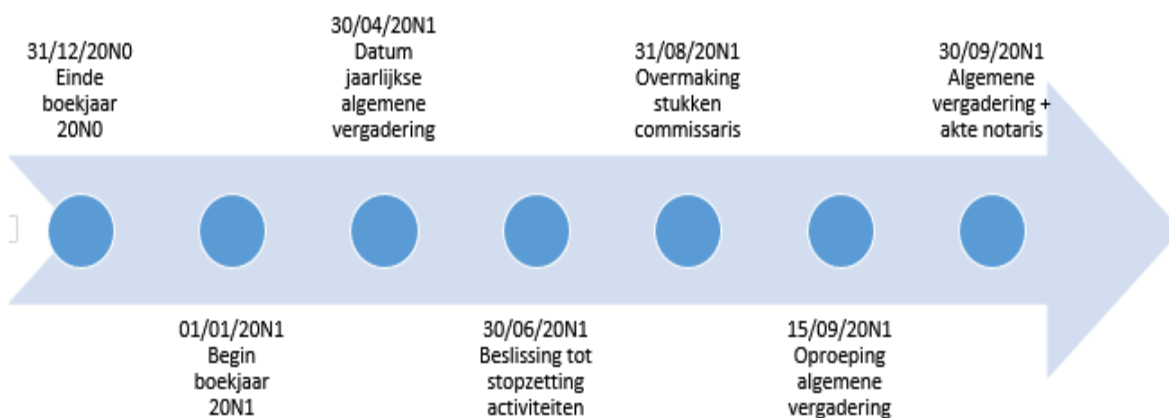 31/12/20N0
Einde
boekjaar
20N0
01/01/20N1
Begin
boekjaar
20N1
30/04/20N1
Datum
jaarlijkse
algemene
vergadering
30/06/20N1
Beslissing tot
stopzetting
activiteiten
31/08/20N1
Overmaking
stukken
commissaris
15/09/20N1
Oproeping
algemene
vergadering
30/09/20N1
Algemene
vergadering +
akte notaris